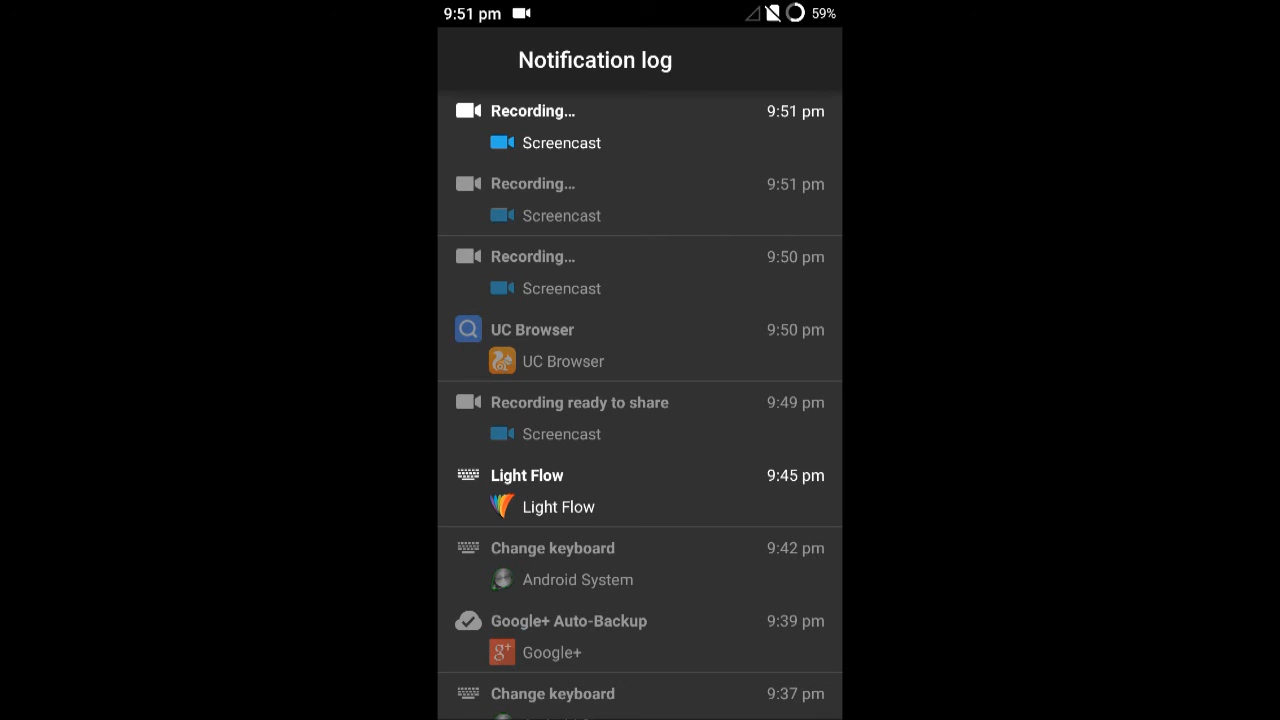 9:51 pm 59%
Notification log
Recording... 9:51 pm
Screencast
Recording... 9:51 pm
Screencast
Recording... 9:50 pm
Screencast
UC Browser 9:50 pm
UC Browser
Recording ready to share 9:49 pm
Screencast
Light Flow 9:45 pm
Light Flow
Change keyboard 9:42 pm
Android System
Google+ Auto-Backup 9:39 pm
Google+
Change keyboard 9:37 pm